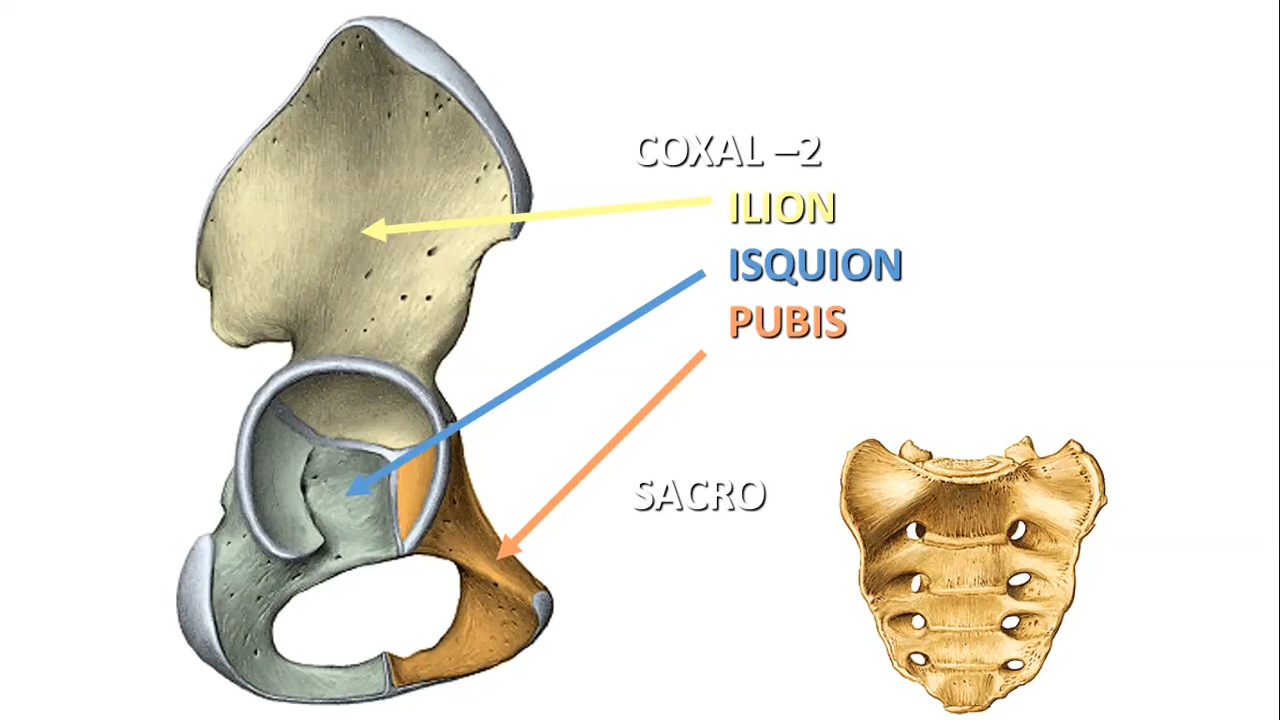 COXAL –2
ILION
ISQUION
PUBIS
SACRO